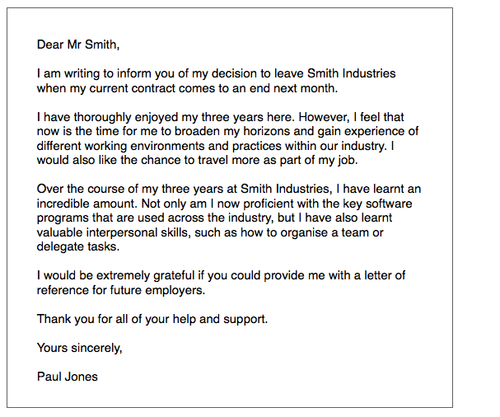 Dear Mr Smith,
I am writing to inform you of my decision to leave Smith Industries
when my current contract comes to an end next month.
I have thoroughly enjoyed my three years here. However, I feel that
now is the time for me to broaden my horizons and gain experience of
different working environments and practices within our industry. I
would also like the chance to travel more as part of my job.
Over the course of my three years at Smith Industries, I have learnt an
incredible amount. Not only am I now proficient with the key software
programs that are used across the industry, but I have also learnt
valuable interpersonal skills, such as how to organise a team or
delegate tasks.
I would be extremely grateful if you could provide me with a letter of
reference for future employers.
Thank you for all of your help and support.
Yours sincerely,
Paul Jones